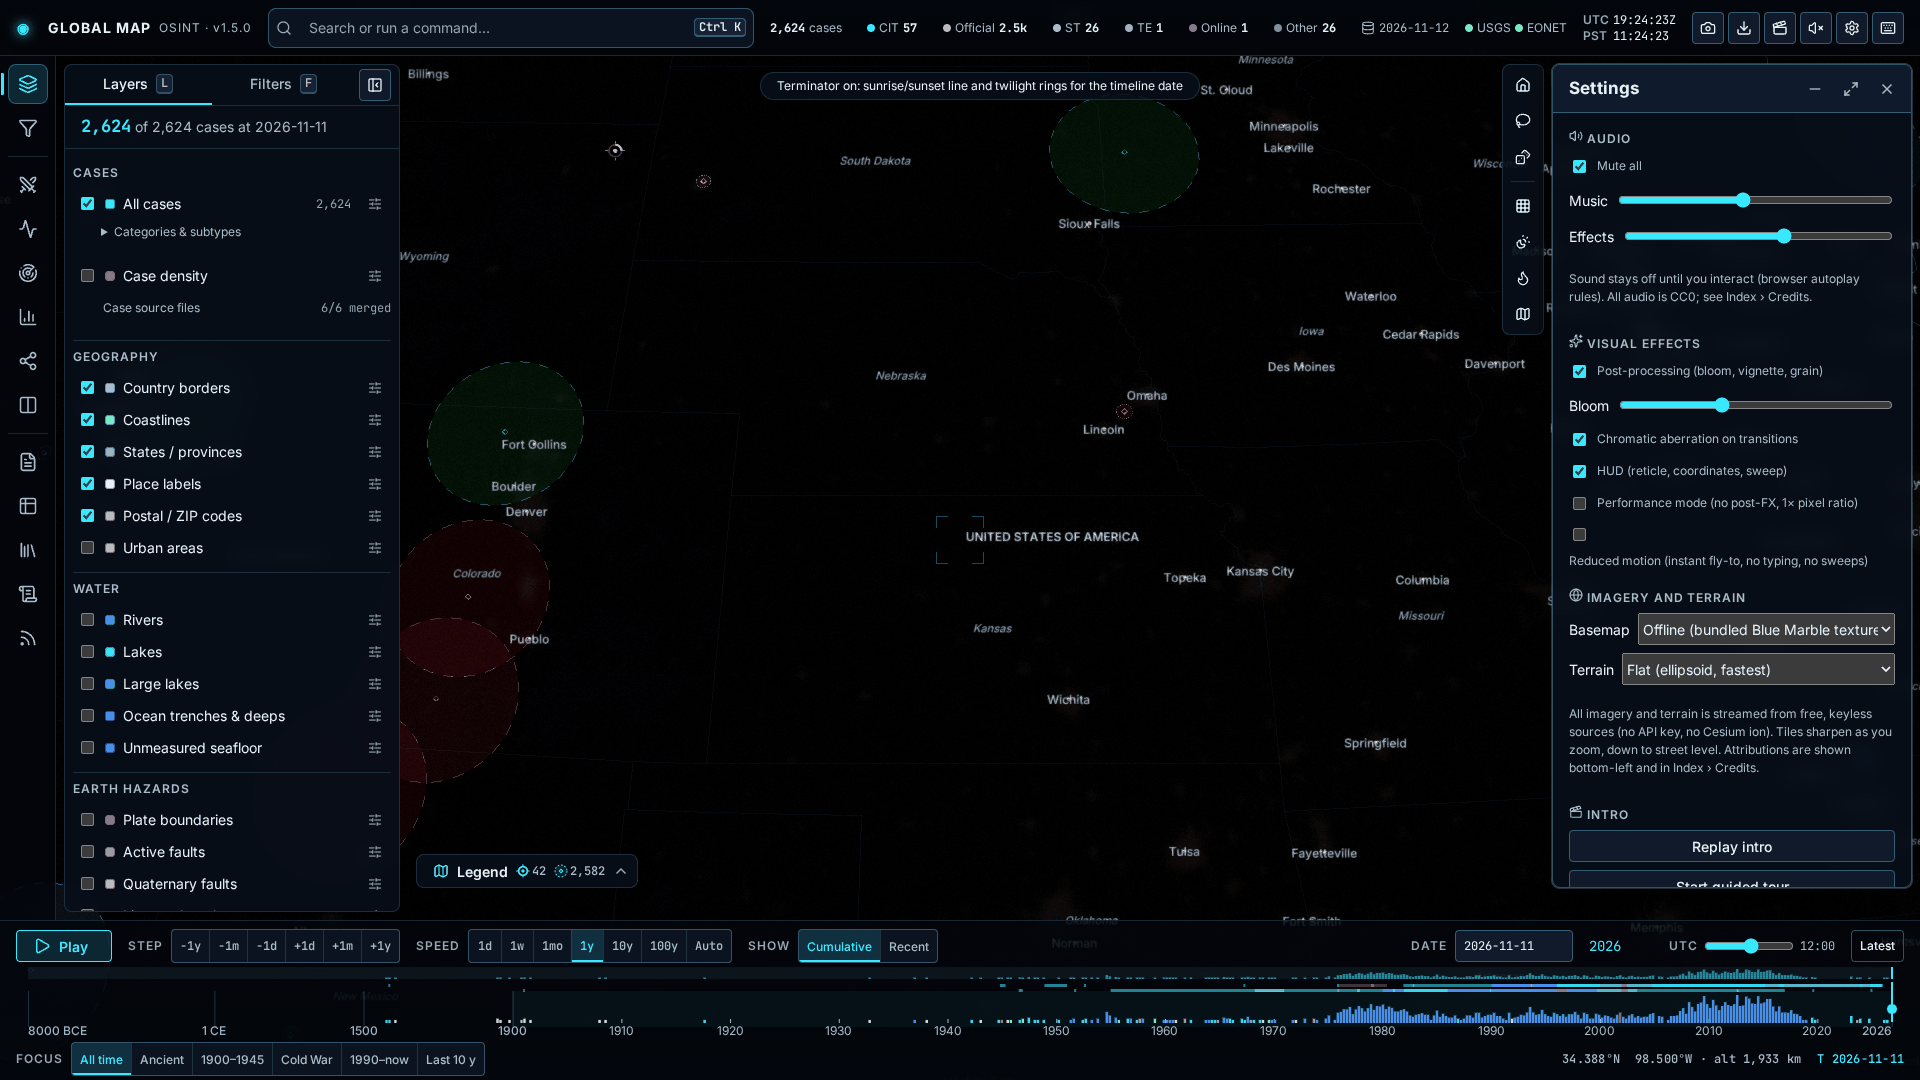 GLOBAL MAP OSINT · v1.5.0
Search or run a command... Ctrl K
2,624 cases CIT 57 Official 2.5k ST 26 TE 1 Online 1 Other 26 2026-11-12 USGS EONET
UTC 19:24:23Z
PST 11:24:23
Layers L Filters F
2,624 of 2,624 cases at 2026-11-11
CASES
All cases 2,624
Categories & subtypes
Case density
Case source files 6/6 merged
GEOGRAPHY
Country borders
Coastlines
States / provinces
Place labels
Postal / ZIP codes
Urban areas
WATER
Rivers
Lakes
Large lakes
Ocean trenches & deeps
Unmeasured seafloor
EARTH HAZARDS
Plate boundaries
Active faults
Quaternary faults
Terminator on: sunrise/sunset line and twilight rings for the timeline date
Billings
Minnesota
St. Cloud
Minneapolis
Lakeville
South Dakota
Rochester
Sioux Falls
Wyoming
Waterloo
Iowa
Cedar Rapids
Des Moines
Davenport
Nebraska
Omaha
Lincoln
Fort Collins
Boulder
Denver
UNITED STATES OF AMERICA
Colorado
Topeka
Kansas City
Columbia
Missouri
Kansas
Pueblo
Wichita
Springfield
Tulsa
Fayetteville
Oklahoma
Fort Smith
Norman
Memphis
New Mexico
Legend 42 2,582
Settings
AUDIO
Mute all
Music
Effects
Sound stays off until you interact (browser autoplay
rules). All audio is CC0; see Index › Credits.
VISUAL EFFECTS
Post-processing (bloom, vignette, grain)
Bloom
Chromatic aberration on transitions
HUD (reticle, coordinates, sweep)
Performance mode (no post-FX, 1× pixel ratio)
Reduced motion (instant fly-to, no typing, no sweeps)
IMAGERY AND TERRAIN
Basemap Offline (bundled Blue Marble texture
Terrain Flat (ellipsoid, fastest)
All imagery and terrain is streamed from free, keyless
sources (no API key, no Cesium ion). Tiles sharpen as you
zoom, down to street level. Attributions are shown
bottom-left and in Index › Credits.
INTRO
Replay intro
Start guided tour
Play STEP -1y -1m -1d +1d +1m +1y SPEED 1d 1w 1mo 1y 10y 100y Auto SHOW Cumulative Recent DATE 2026-11-11 2026 UTC 12:00 Latest
8000 BCE 1 CE 1500 1900 1910 1920 1930 1940 1950 1960 1970 1980 1990 2000 2010 2020 2026
FOCUS All time Ancient 1900–1945 Cold War 1990–now Last 10 y
34.388°N 98.500°W · alt 1,933 km T 2026-11-11